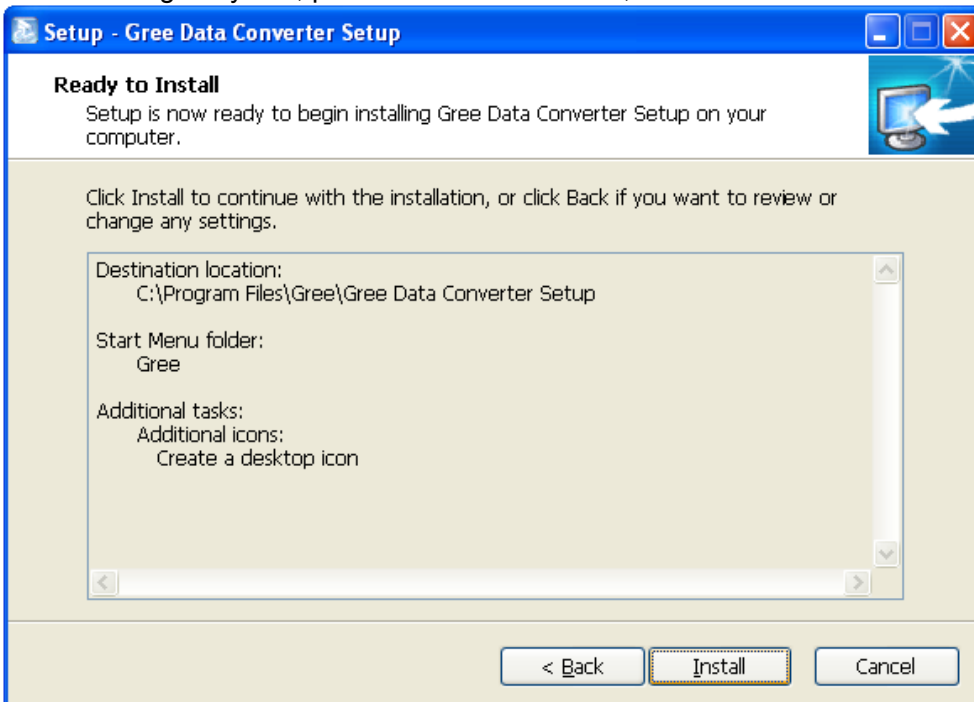 Setup - Gree Data Converter Setup
Ready to Install
Setup is now ready to begin installing Gree Data Converter Setup on your
computer.
Click Install to continue with the installation, or click Back if you want to review or
change any settings.
Destination location:
C:\Program Files\Gree\Gree Data Converter Setup
Start Menu folder:
Gree
Additional tasks:
Additional icons:
Create a desktop icon
< Back
Install
Cancel